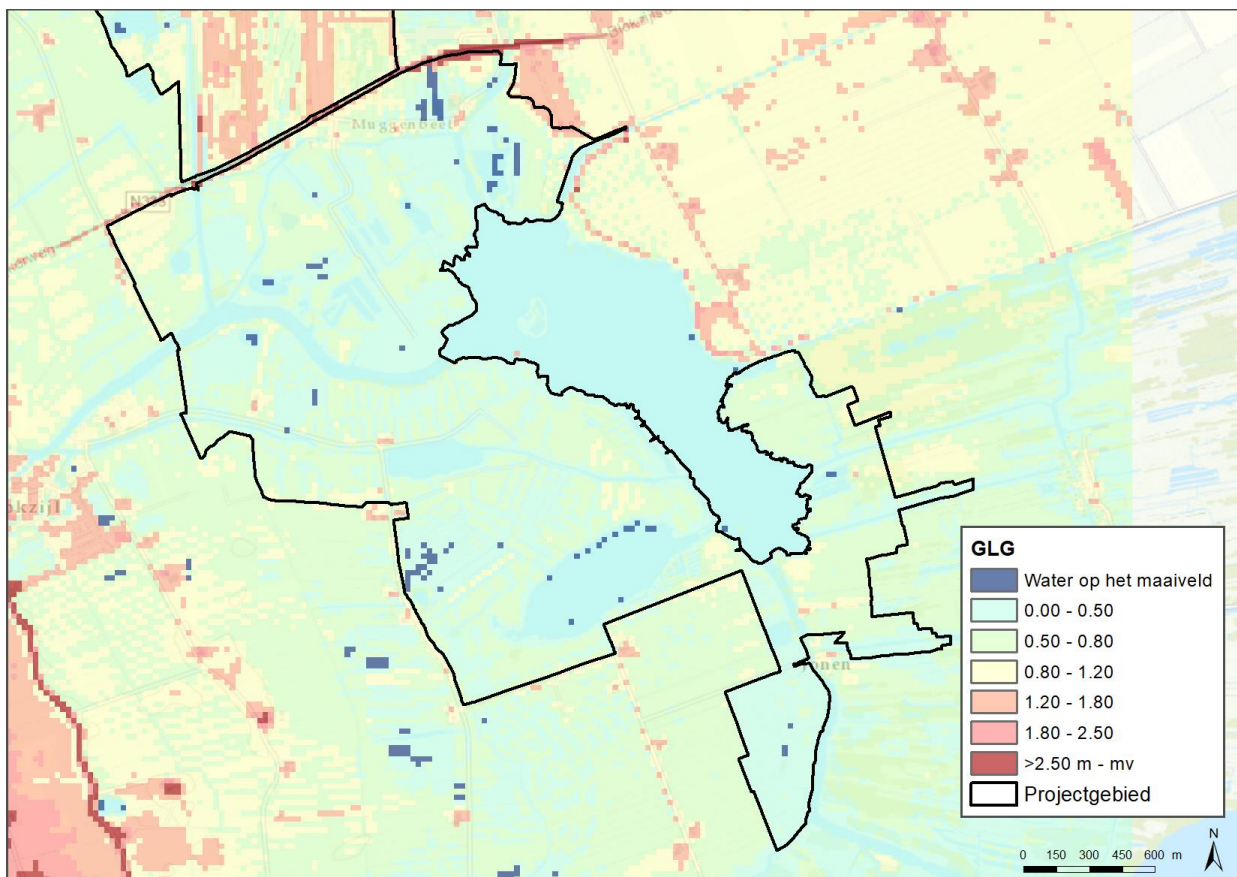 Muggenbeet
GLG
Water op het maaiveld
0.00 - 0.50
0.50 - 0.80
0.80 - 1.20
1.20 - 1.80
1.80 - 2.50
>2.50 m - mv
Projectgebied
N
0 150 300 450 600 m